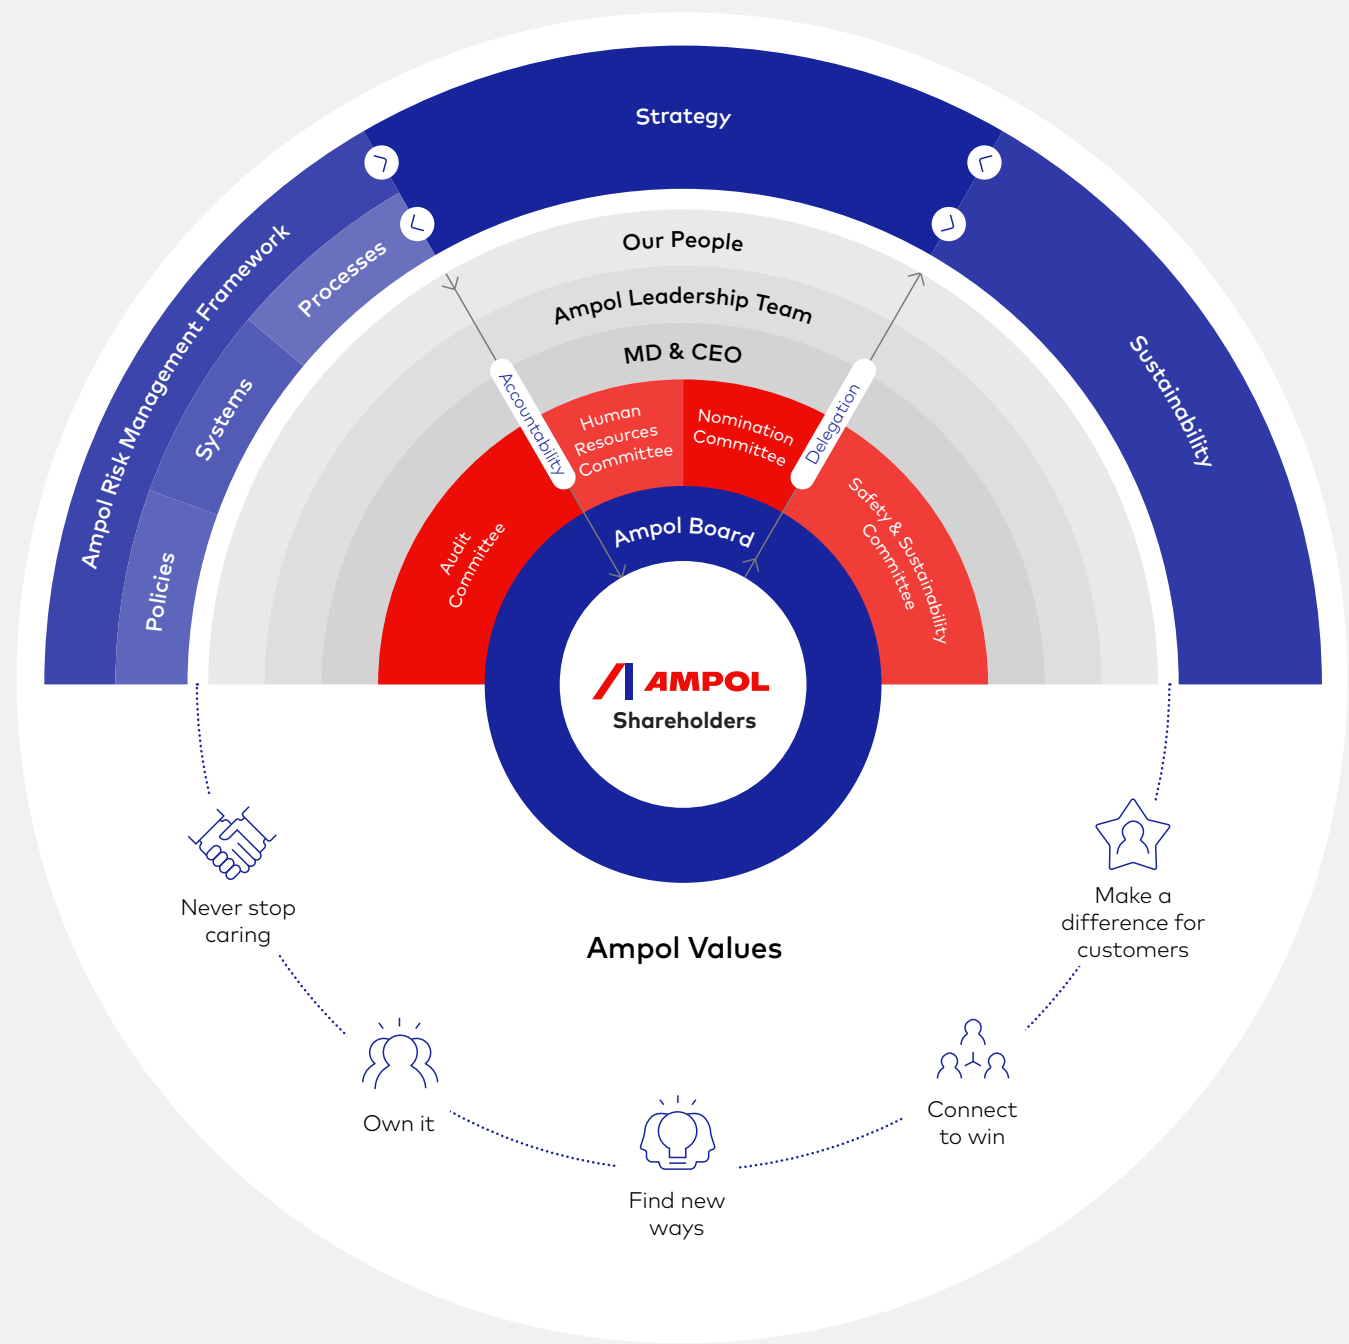 Strategy
Ampol Risk Management Framework
Processes
Systems
Policies
Sustainability
Our People
Ampol Leadership Team
MD & CEO
Accountability
Delegation
Audit
Committee
Human
Resources
Committee
Nomination
Committee
Safety & Sustainability
Committee
Ampol Board
AMPOL
Shareholders
Ampol Values
Never stop
caring
Own it
Find new
ways
Connect
to win
Make a
difference for
customers